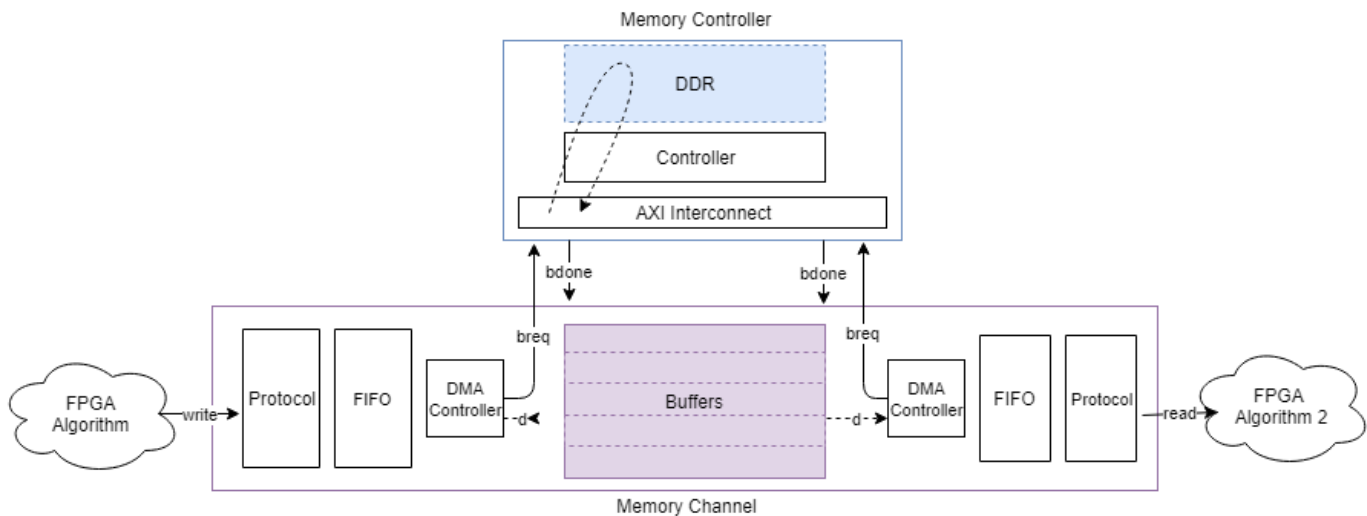 Memory Controller
DDR
Controller
AXI Interconnect
bdone
bdone
breq
breq
FPGA
Algorithm
write
Protocol
FIFO
DMA
Controller
d
Buffers
d
DMA
Controller
FIFO
Protocol
read
FPGA
Algorithm 2
Memory Channel